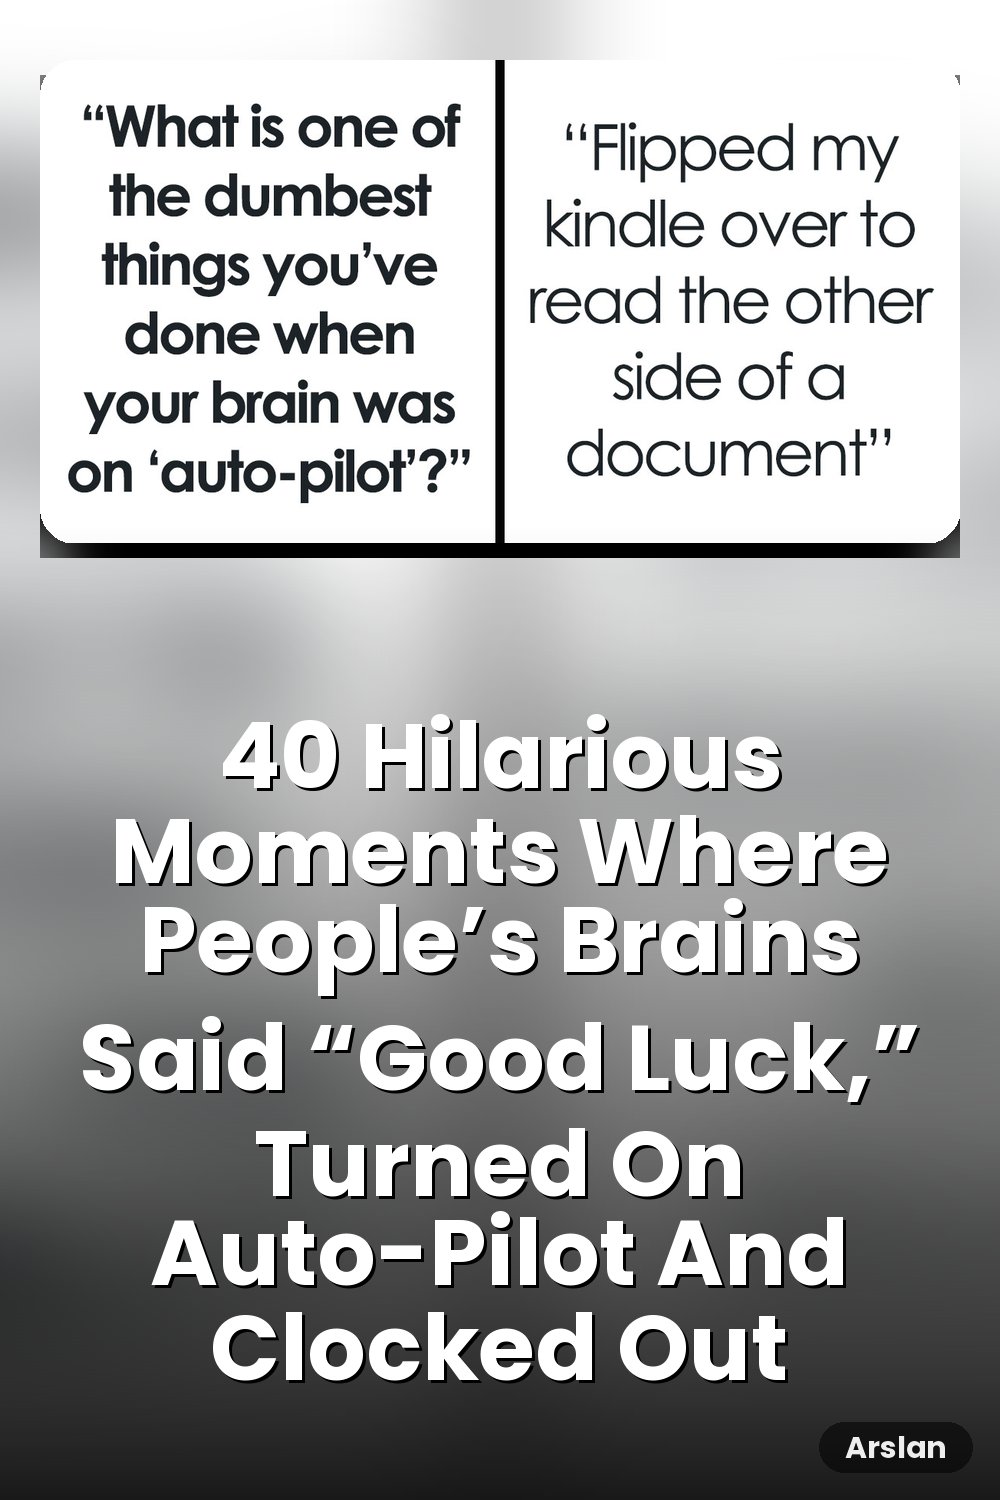 “What is one of
the dumbest
things you’ve
done when
your brain was
on ‘auto-pilot’?”
“Flipped my
kindle over to
read the other
side of a
document”
40 Hilarious
Moments Where
People’s Brains
Said “Good Luck,”
Turned On
Auto-Pilot And
Clocked Out
Arslan